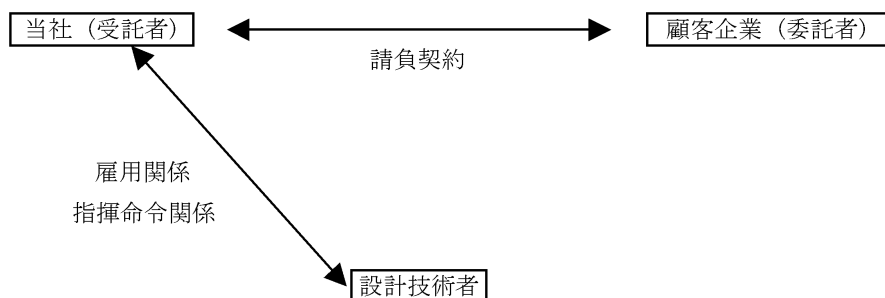 当社（受託者）
顧客企業（委託者）
請負契約
雇用関係
指揮命令関係
設計技術者